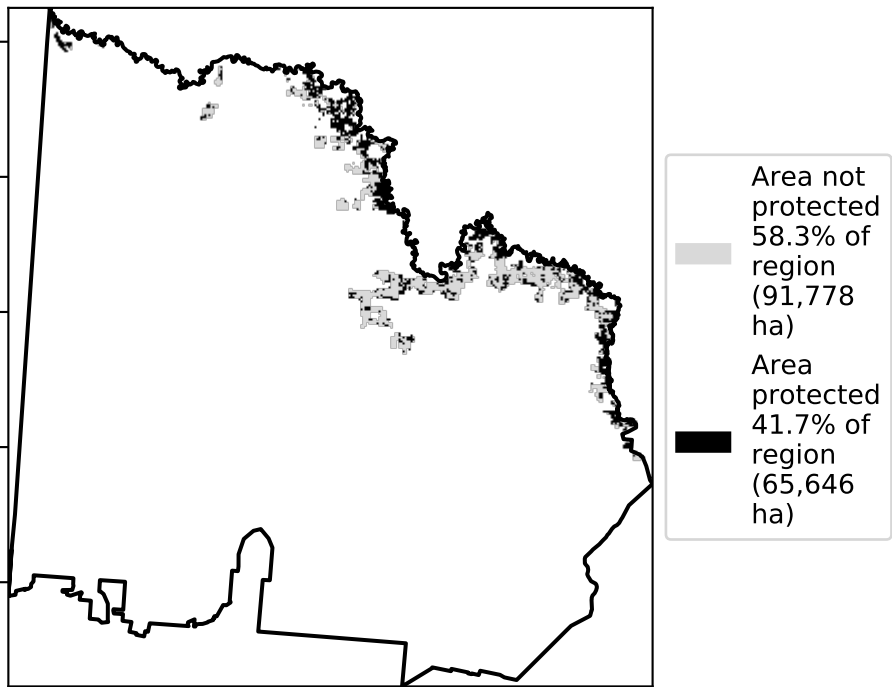 Area not
protected
58.3% of
region
(91,778
ha)
Area
protected
41.7% of
region
(65,646
ha)